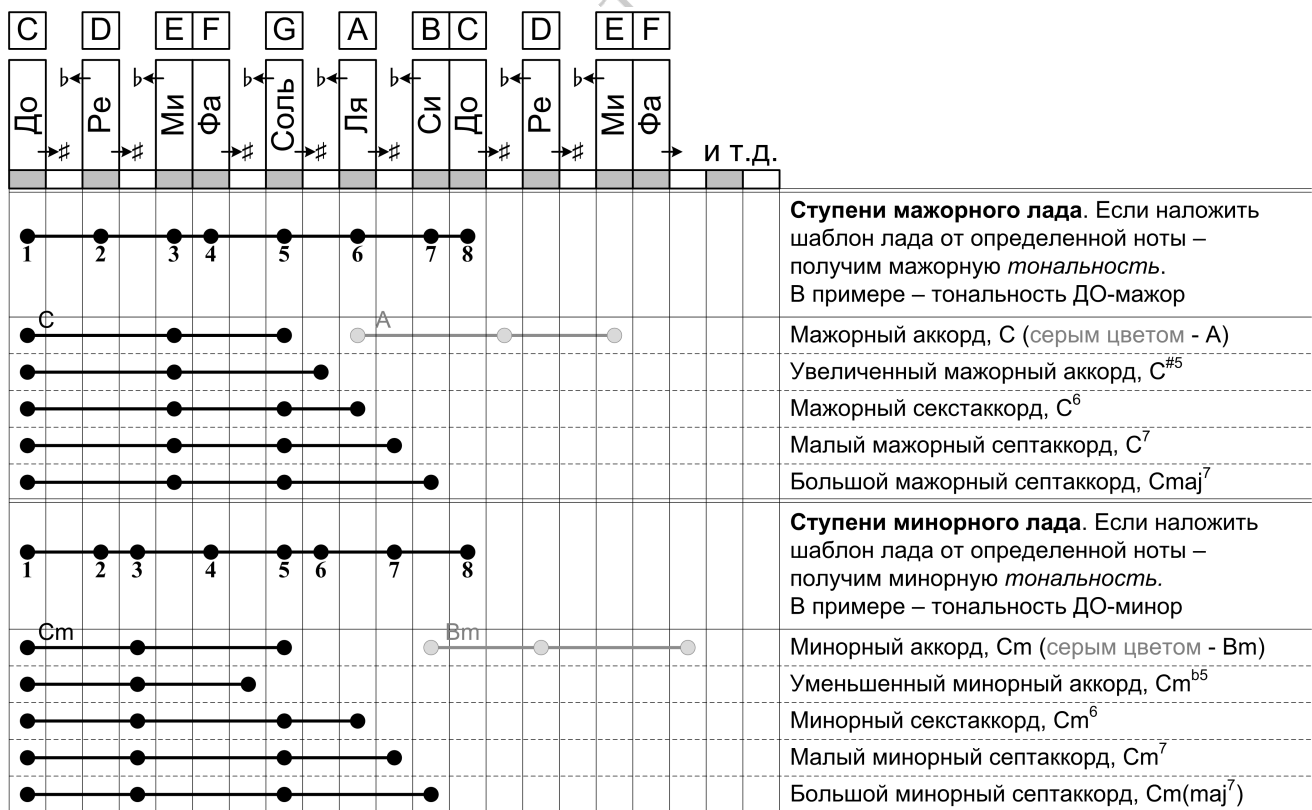 C D E F G A B C D E F
♭ ♭ ♭ ♭ ♭ ♭ ♭
До Ре Ми Фа Соль Ля Си До Ре Ми Фа
♯ ♯ ♯ ♯ ♯ ♯ ♯ и т.д.
Ступени мажорного лада. Если наложить
шаблон лада от определенной ноты –
получим мажорную тональность.
В примере – тональность ДО-мажор
1 2 3 4 5 6 7 8
C A
Мажорный аккорд, C (серым цветом - A)
Увеличенный мажорный аккорд, C#5
Мажорный секстаккорд, C6
Малый мажорный септаккорд, C7
Большой мажорный септаккорд, Cmaj7
Ступени минорного лада. Если наложить
шаблон лада от определенной ноты –
получим минорную тональность.
В примере – тональность ДО-минор
1 2 3 4 5 6 7 8
Cm Bm
Минорный аккорд, Cm (серым цветом - Bm)
Уменьшенный минорный аккорд, Cmb5
Минорный секстаккорд, Cm6
Малый минорный септаккорд, Cm7
Большой минорный септаккорд, Cm(maj7)